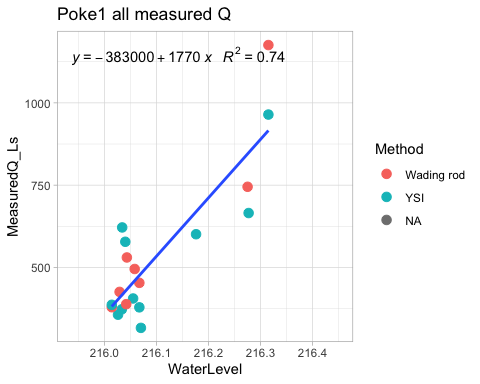 Poke1 all measured Q
y = − 383000 + 1770 x R² = 0.74
MeasuredQ_Ls
1000
750
500
216.0 216.1 216.2 216.3 216.4
WaterLevel
Method
Wading rod
YSI
NA